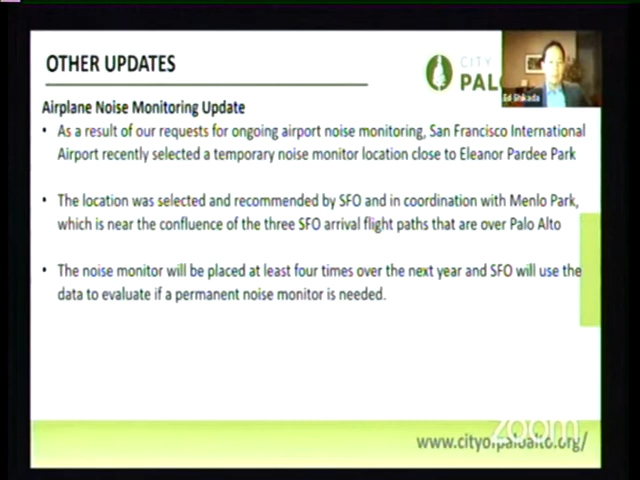 OTHER UPDATES
CITY
PALO
Ed Shikada
Airplane Noise Monitoring Update
• As a result of our requests for ongoing airport noise monitoring, San Francisco International
Airport recently selected a temporary noise monitor location close to Eleanor Pardee Park
• The location was selected and recommended by SFO and in coordination with Menlo Park,
which is near the confluence of the three SFO arrival flight paths that are over Palo Alto
• The noise monitor will be placed at least four times over the next year and SFO will use the
data to evaluate if a permanent noise monitor is needed.
zoom
www.cityofpaloalto.org/